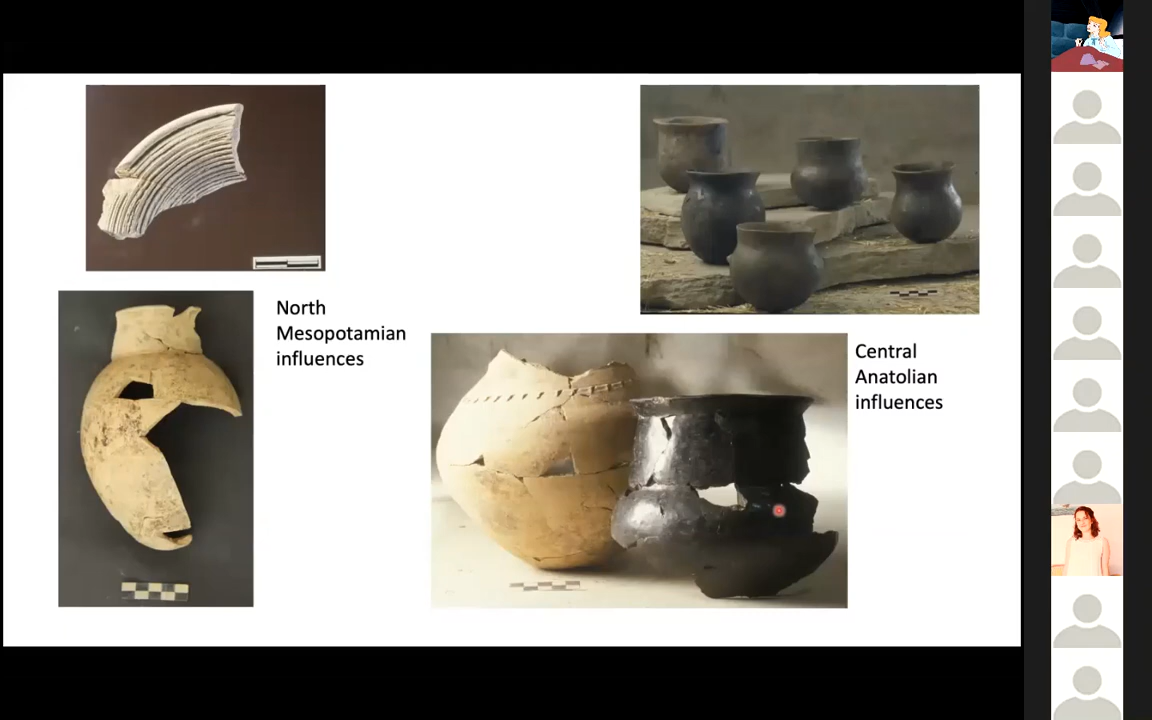 North
Mesopotamian
influences
Central
Anatolian
influences